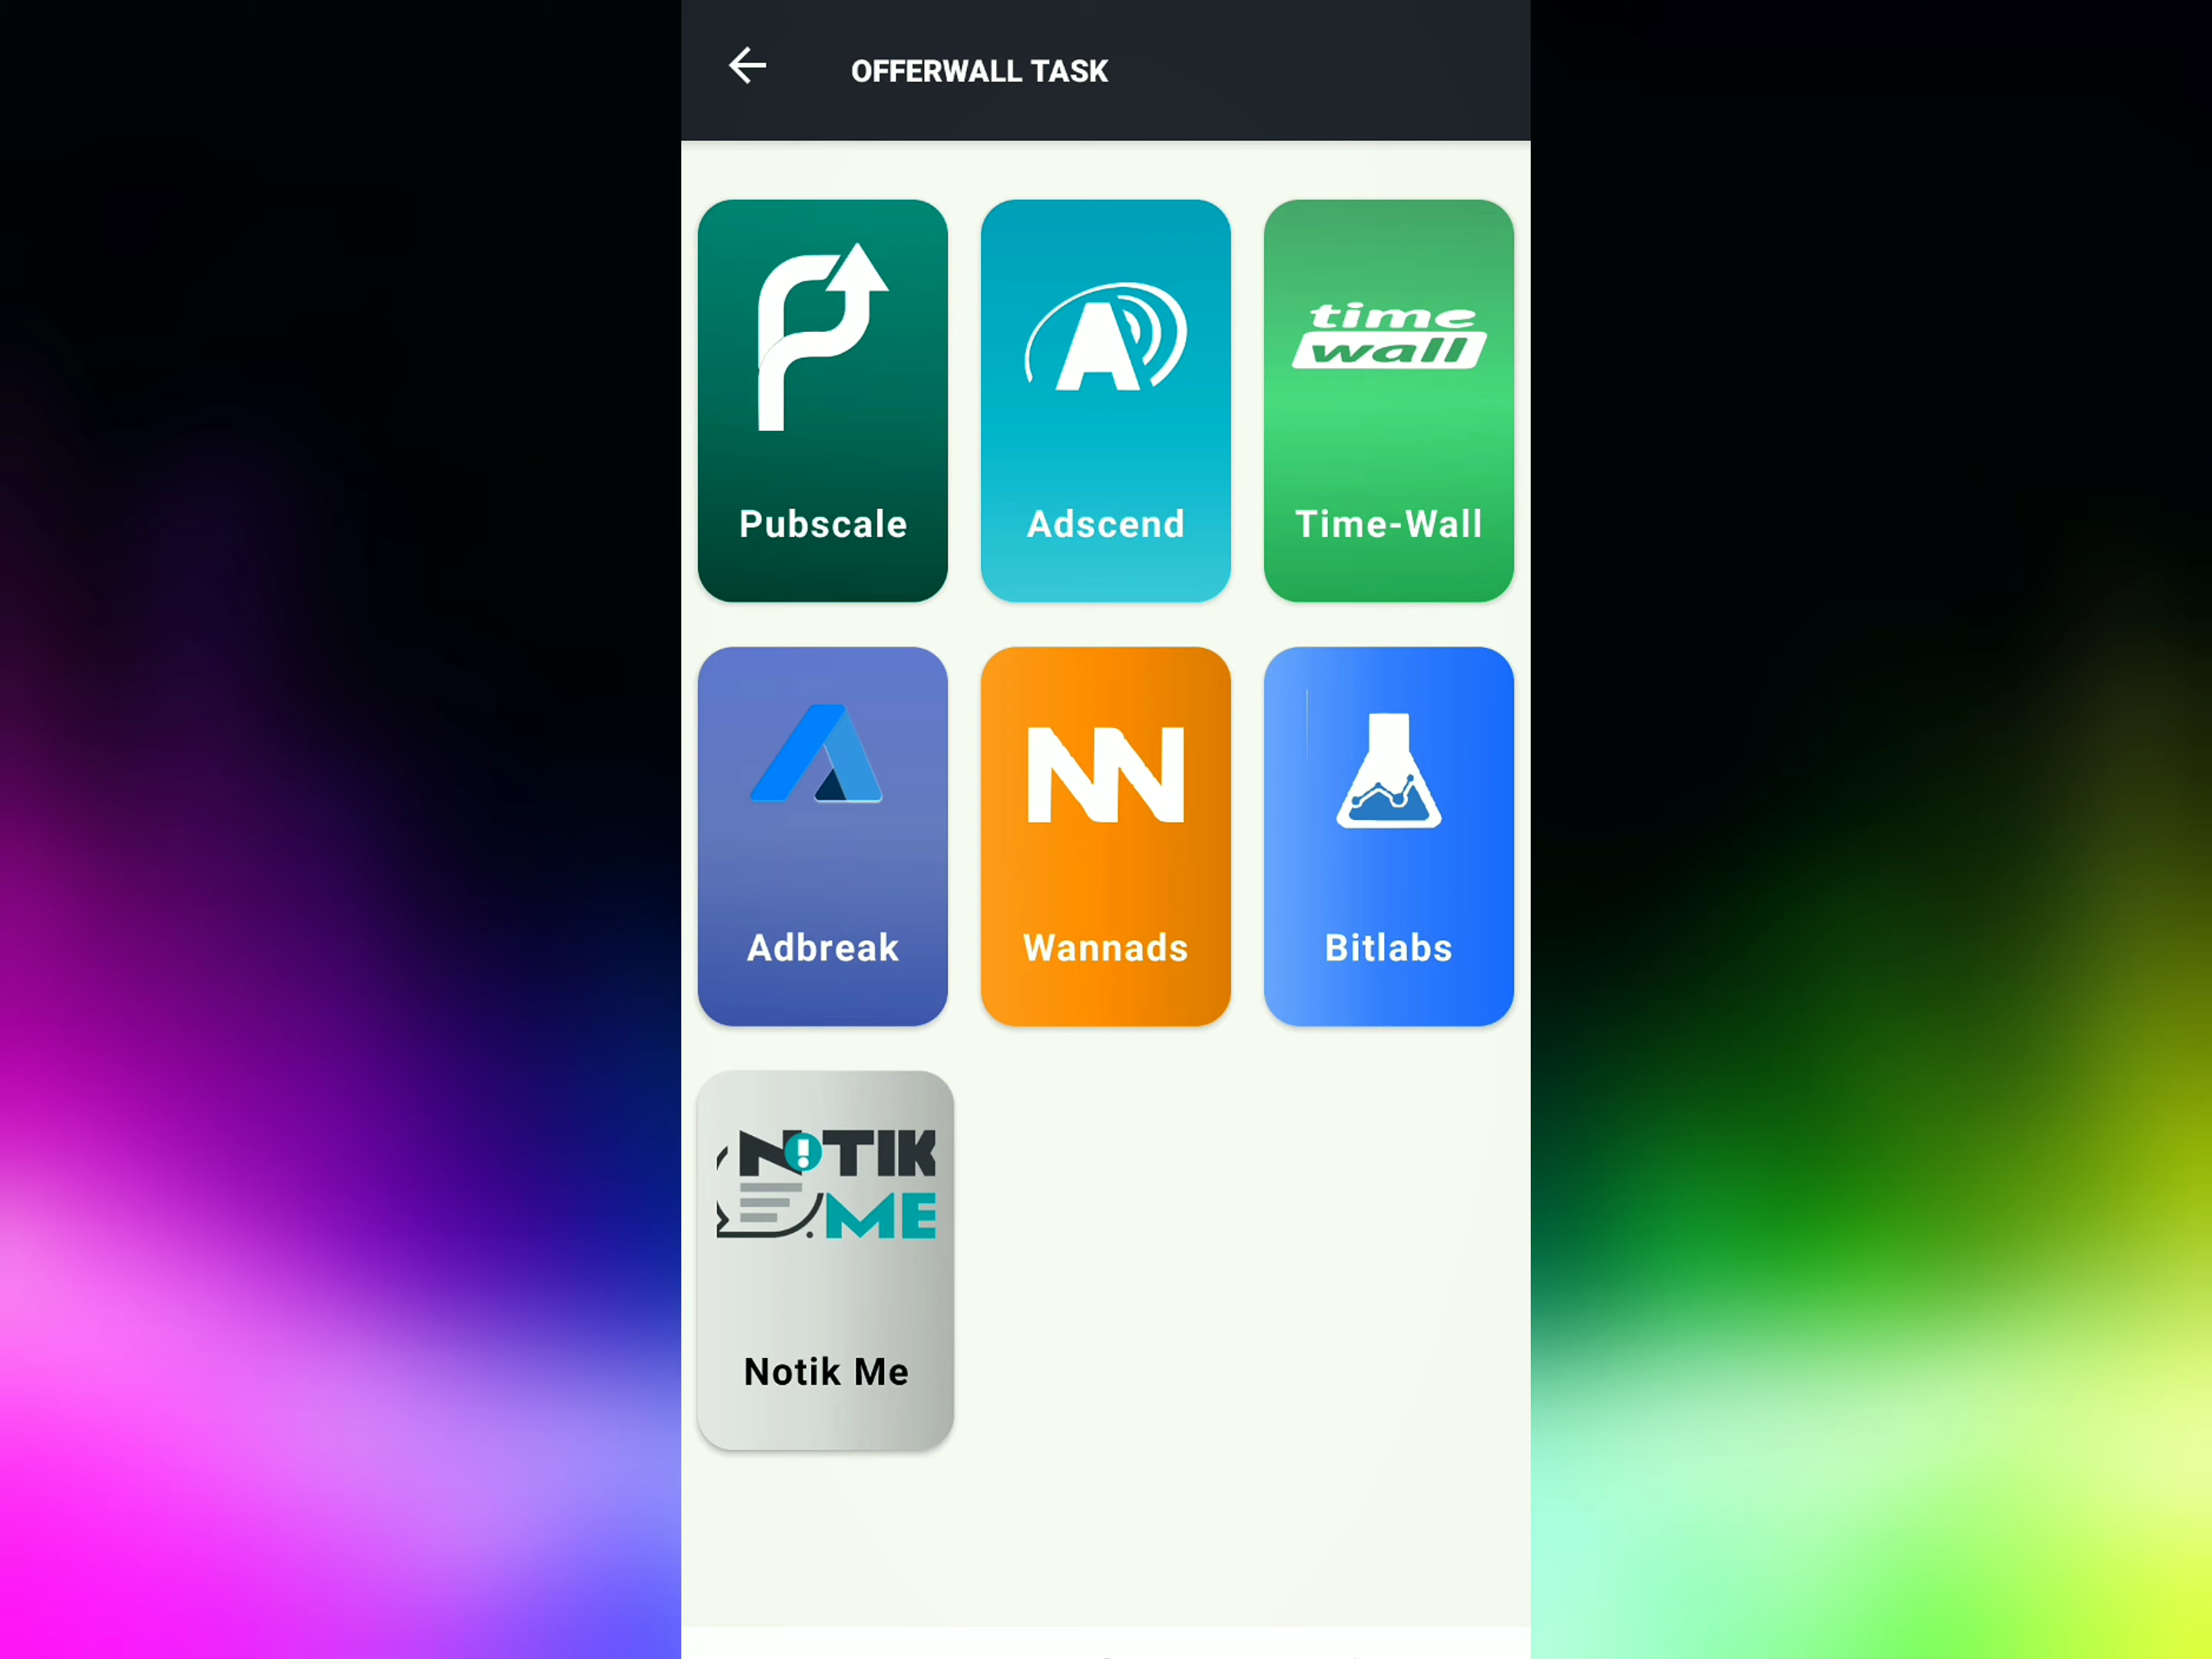 OFFERWALL TASK
time
wall
Pubscale
Adscend
Time-Wall
Adbreak
Wannads
Bitlabs
NOTIK
.ME
Notik Me